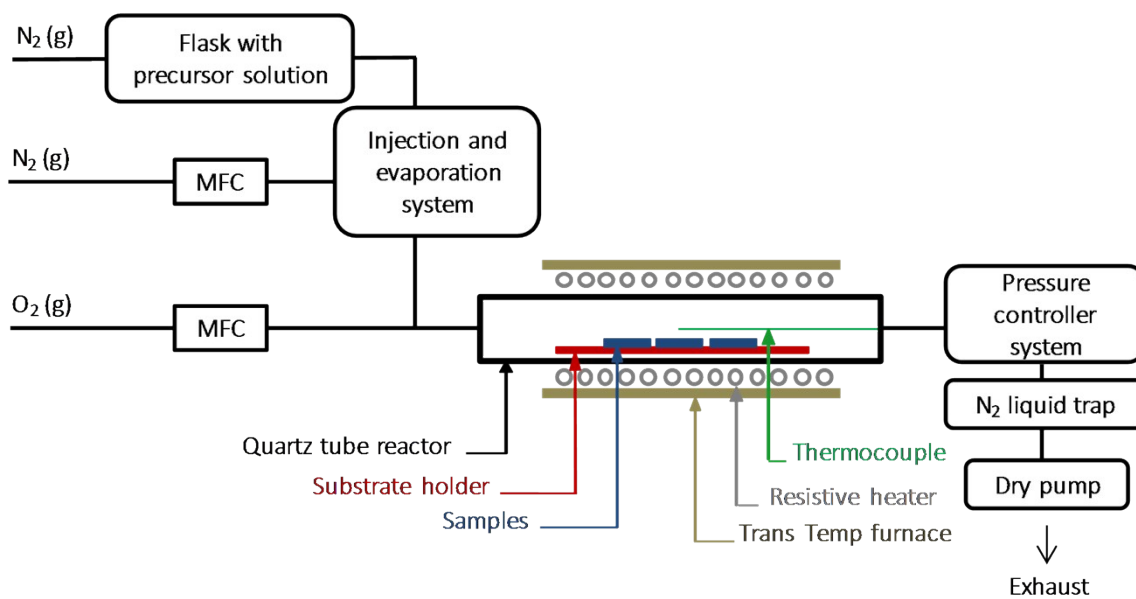 N₂ (g)
Flask with
precursor solution
N₂ (g)
MFC
Injection and
evaporation
system
O₂ (g)
MFC
Pressure
controller
system
N₂ liquid trap
Dry pump
Exhaust
Quartz tube reactor
Substrate holder
Samples
Thermocouple
Resistive heater
Trans Temp furnace